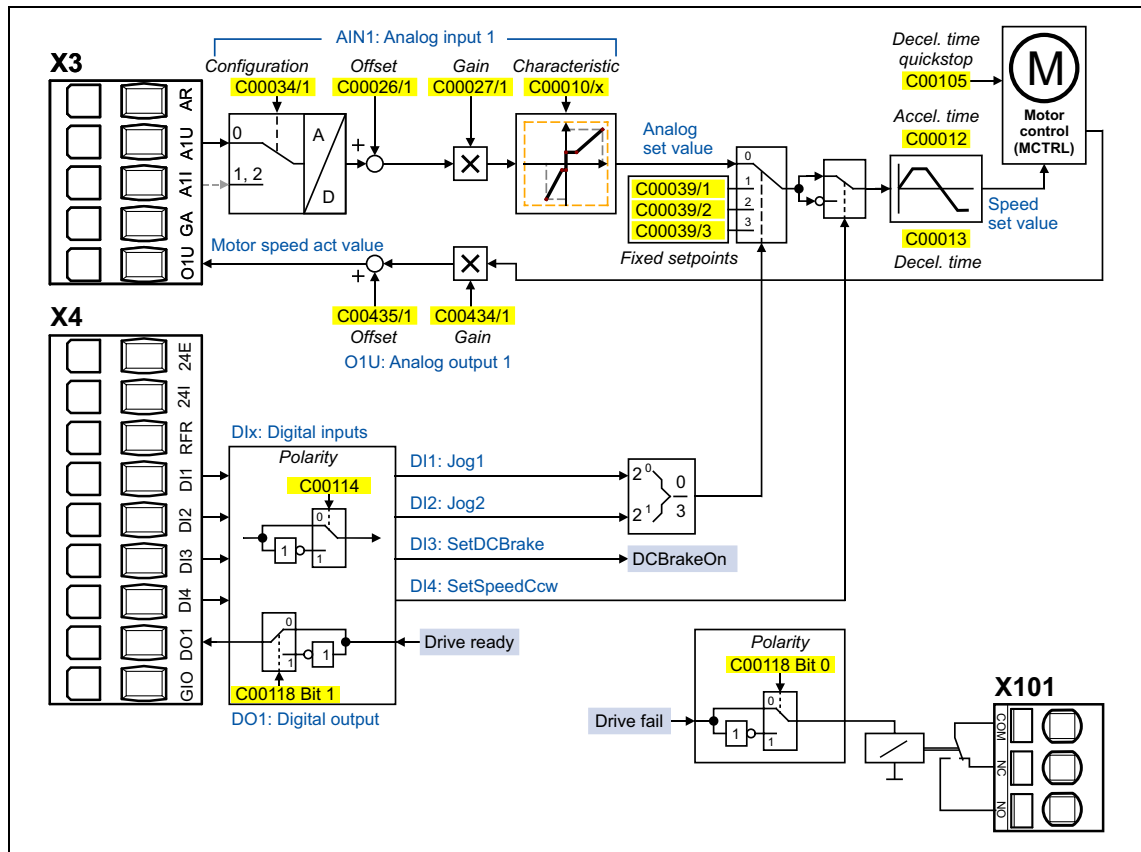 AIN1: Analog input 1
X3
Configuration
C00034/1
Offset
C00026/1
Gain
C00027/1
Characteristic
C00010/x
Decel. time
quickstop
C00105
M
Motor
control
(MCTRL)
AR
A1U
A1I
GA
O1U
0
1, 2
A
D
+
Analog
set value
0
1
2
3
C00039/1
C00039/2
C00039/3
Fixed setpoints
Accel. time
C00012
C00013
Decel. time
Speed
set value
Motor speed act value
+
C00435/1
Offset
C00434/1
Gain
O1U: Analog output 1
X4
24E
24I
RFR
DI1
DI2
DI3
DI4
DO1
GIO
DIx: Digital inputs
Polarity
C00114
0
1
1
DI1: Jog1
DI2: Jog2
DI3: SetDCBrake
DI4: SetSpeedCcw
2 0
2 1
0
3
DCBrakeOn
0
1
1
Drive ready
C00118 Bit 1
DO1: Digital output
Polarity
C00118 Bit 0
Drive fail
0
1
1
X101
COM
NC
NO